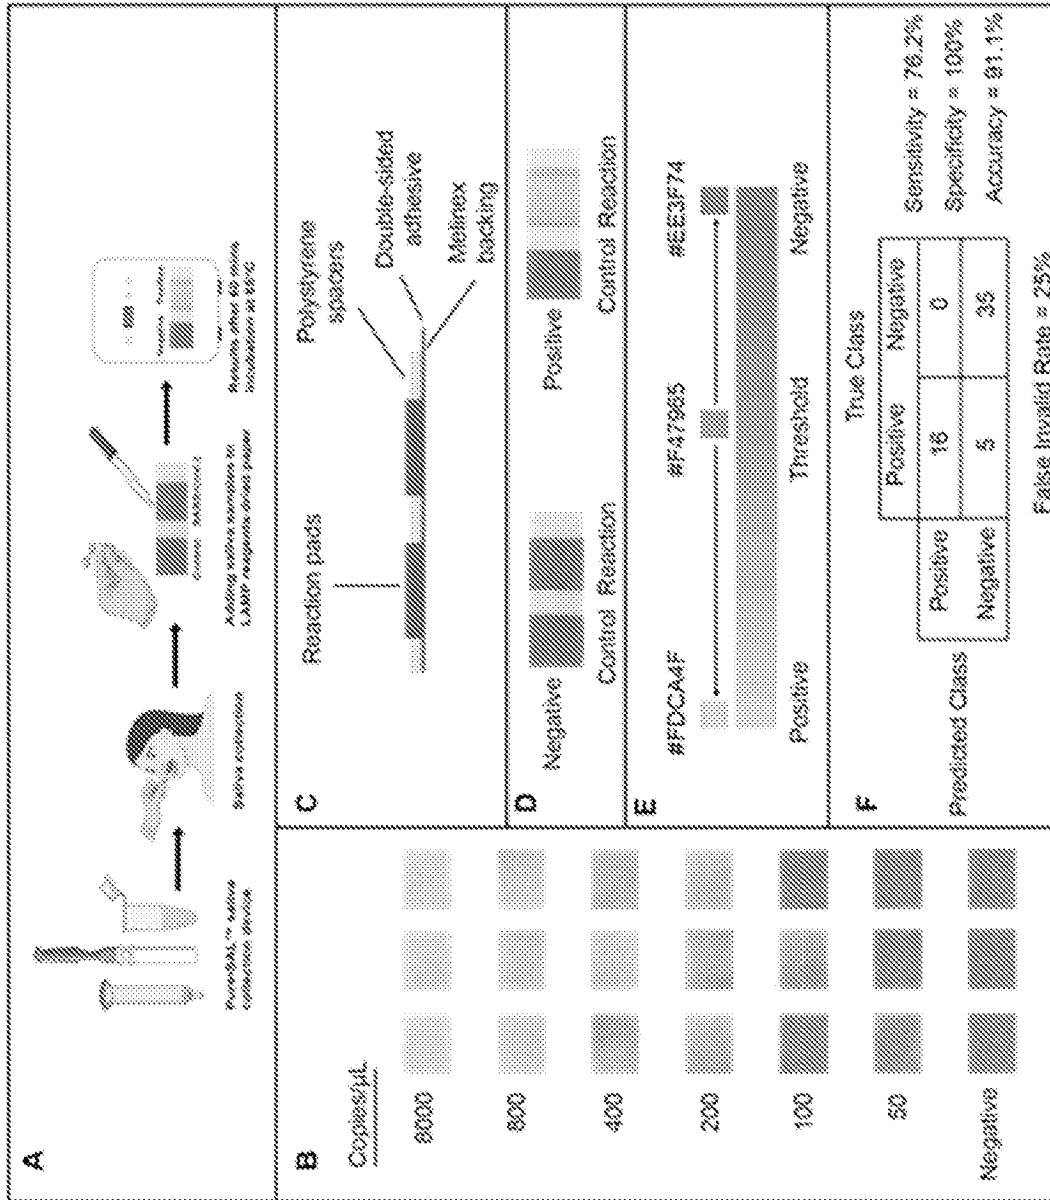 A
Pure-SAL™ saliva
collection device
Saliva collection
Adding saliva samples to
LAMP reagents dried paper
Results after 60 mins
incubation at 65°C
B
Copies/µL
8000
800
400
200
100
50
Negative
C
Reaction pads
Polystyrene
spacers
Double-sided
adhesive
Melinex
backing
D
Negative
Control Reaction
Positive
Control Reaction
E
#FDCA4F
#F47965
#EE3F74
Positive
Threshold
Negative
F
True Class
Positive
Negative
Predicted Class
Positive
16
0
Negative
5
35
Sensitivity = 76.2%
Specificity = 100%
Accuracy = 91.1%
False Invalid Rate = 25%